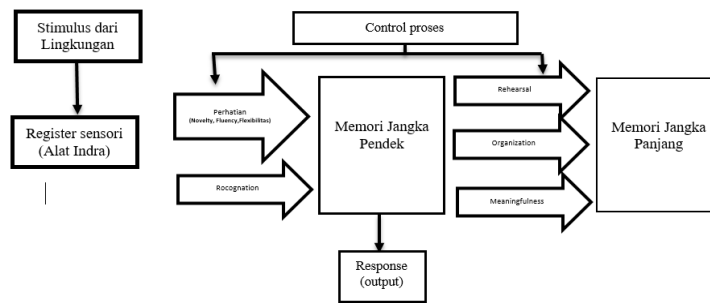 Stimulus dari
Lingkungan
Register sensori
(Alat Indra)
Control proses
Perhatian
(Novelty, Fluency,Flexibilitas)
Rocognation
Memori Jangka
Pendek
Response
(output)
Rehearsal
Organization
Meaningfulness
Memori Jangka
Panjang